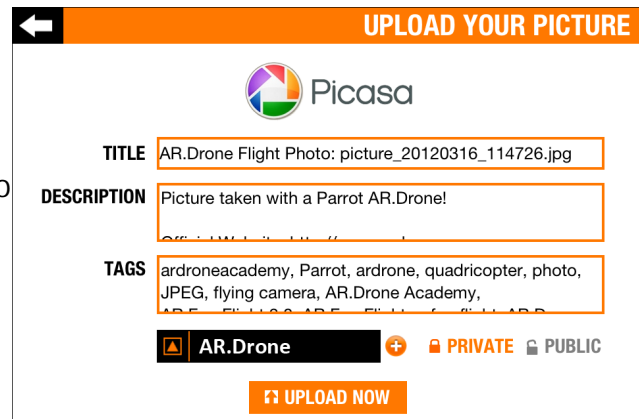 UPLOAD YOUR PICTURE
Picasa
TITLE
AR.Drone Flight Photo: picture_20120316_114726.jpg
DESCRIPTION
Picture taken with a Parrot AR.Drone!
TAGS
ardroneacademy, Parrot, ardrone, quadricopter, photo,
JPEG, flying camera, AR.Drone Academy,
AR.Drone
PRIVATE
PUBLIC
UPLOAD NOW